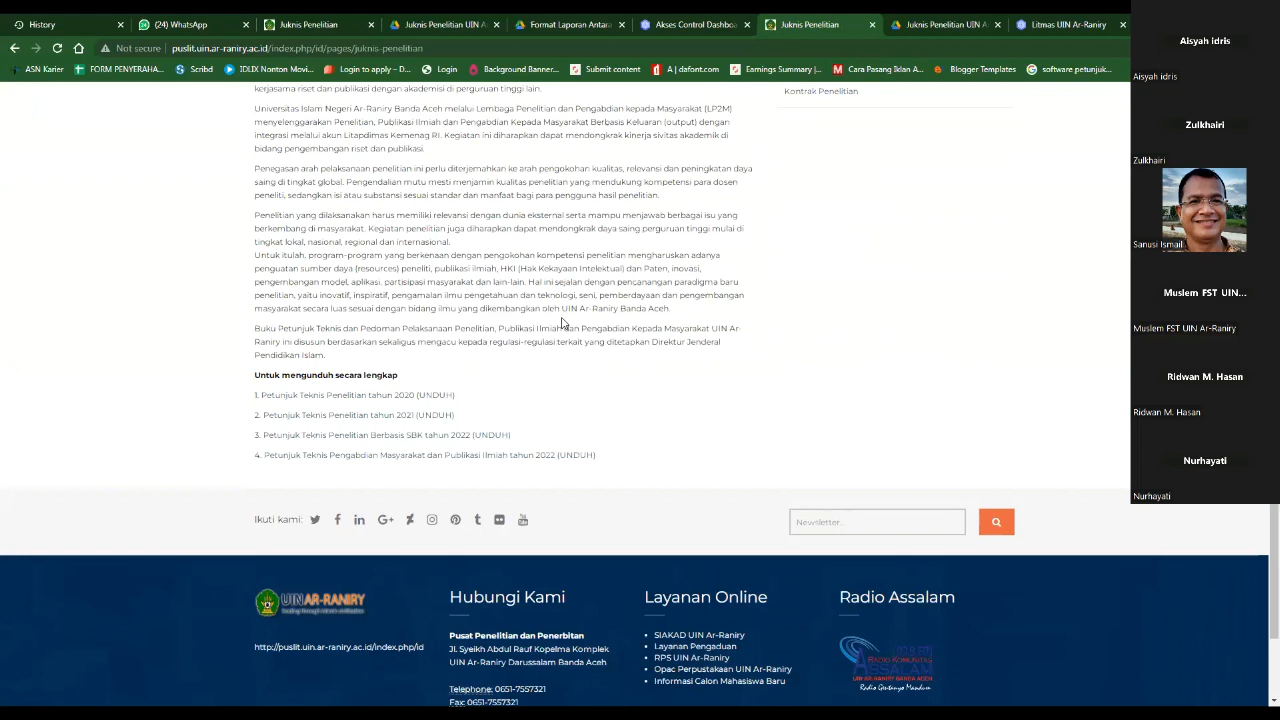 History
(24) WhatsApp
Juknis Penelitian
Juknis Penelitian UIN A
Format Laporan Antara
Akses Control Dashboa
Juknis Penelitian
Juknis Penelitian UIN A
Litmas UIN Ar-Raniry
Not secure
puslit.uin.ar-raniry.ac.id/index.php/id/pages/juknis-penelitian
ASN Karier
FORM PENYERAHA...
Scribd
IDLIX Nonton Movi...
Login to apply – D...
Login
Background Banner...
Submit content
A | dafont.com
Earnings Summary |...
Cara Pasang Iklan A...
Blogger Templates
software petunjuk...
kerjasama riset dan publikasi dengan akademisi di perguruan tinggi lain.
Kontrak Penelitian
Universitas Islam Negeri Ar-Raniry Banda Aceh melalui Lembaga Penelitian dan Pengabdian kepada Masyarakat (LP2M)
menyelenggarakan Penelitian, Publikasi Ilmiah dan Pengabdian Kepada Masyarakat Berbasis Keluaran (output) dengan
integrasi melalui akun Litapdimas Kemenag RI. Kegiatan ini diharapkan dapat mendongkrak kinerja sivitas akademik di
bidang pengembangan riset dan publikasi.
Penegasan arah pelaksanaan penelitian ini perlu diterjemahkan ke arah pengokohan kualitas, relevansi dan peningkatan daya
saing di tingkat global. Pengendalian mutu mesti menjamin kualitas penelitian yang mendukung kompetensi para dosen
peneliti, sedangkan isi atau substansi sesuai standar dan manfaat bagi para pengguna hasil penelitian.
Penelitian yang dilaksanakan harus memiliki relevansi dengan dunia eksternal serta mampu menjawab berbagai isu yang
berkembang di masyarakat. Kegiatan penelitian juga diharapkan dapat mendongkrak daya saing perguruan tinggi mulai di
tingkat lokal, nasional, regional dan internasional.
Untuk itulah, program-program yang berkenaan dengan pengokohan kompetensi penelitian mengharuskan adanya
penguatan sumber daya (resources) peneliti, publikasi ilmiah, HKI (Hak Kekayaan Intelektual) dan Paten, inovasi,
pengembangan model, aplikasi, partisipasi masyarakat dan lain-lain. Hal ini sejalan dengan pencanangan paradigma baru
penelitian, yaitu inovatif, inspiratif, pengamalan ilmu pengetahuan dan teknologi, seni, pemberdayaan dan pengembangan
masyarakat secara luas sesuai dengan bidang ilmu yang dikembangkan oleh UIN Ar-Raniry Banda Aceh.
Buku Petunjuk Teknis dan Pedoman Pelaksanaan Penelitian, Publikasi Ilmiah dan Pengabdian Kepada Masyarakat UIN Ar-
Raniry ini disusun berdasarkan sekaligus mengacu kepada regulasi-regulasi terkait yang ditetapkan Direktur Jenderal
Pendidikan Islam.
Untuk mengunduh secara lengkap
1. Petunjuk Teknis Penelitian tahun 2020 (UNDUH)
2. Petunjuk Teknis Penelitian tahun 2021 (UNDUH)
3. Petunjuk Teknis Penelitian Berbasis SBK tahun 2022 (UNDUH)
4. Petunjuk Teknis Pengabdian Masyarakat dan Publikasi Ilmiah tahun 2022 (UNDUH)
Ikuti kami:
Newsletter...
UIN AR-RANIRY
http://puslit.uin.ar-raniry.ac.id/index.php/id
Hubungi Kami
Pusat Penelitian dan Penerbitan
Jl. Syeikh Abdul Rauf Kopelma Komplek
UIN Ar-Raniry Darussalam Banda Aceh
Telephone: 0651-7557321
Fax: 0651-7557321
Layanan Online
SIAKAD UIN Ar-Raniry
Layanan Pengaduan
RPS UIN Ar-Raniry
Opac Perpustakaan UIN Ar-Raniry
Informasi Calon Mahasiswa Baru
Radio Assalam
RADIO KOMUNITAS
ASSALAM
UIN AR-RANIRY BANDA ACEH
Radio Geutanyo Mandum
Aisyah idris
Aisyah idris
Zulkhairi
Zulkhairi
Sanusi Ismail
Muslem FST UIN...
Muslem FST UIN Ar-Raniry
Ridwan M. Hasan
Ridwan M. Hasan
Nurhayati
Nurhayati